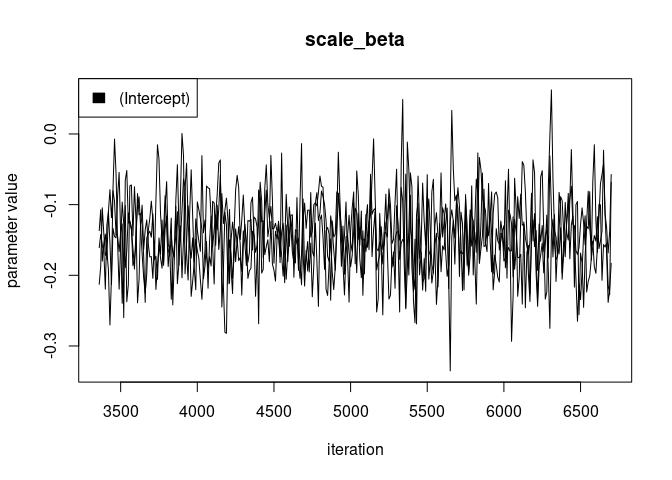 scale_beta
(Intercept)
parameter value
0.0
-0.1
-0.2
-0.3
3500 4000 4500 5000 5500 6000 6500
iteration